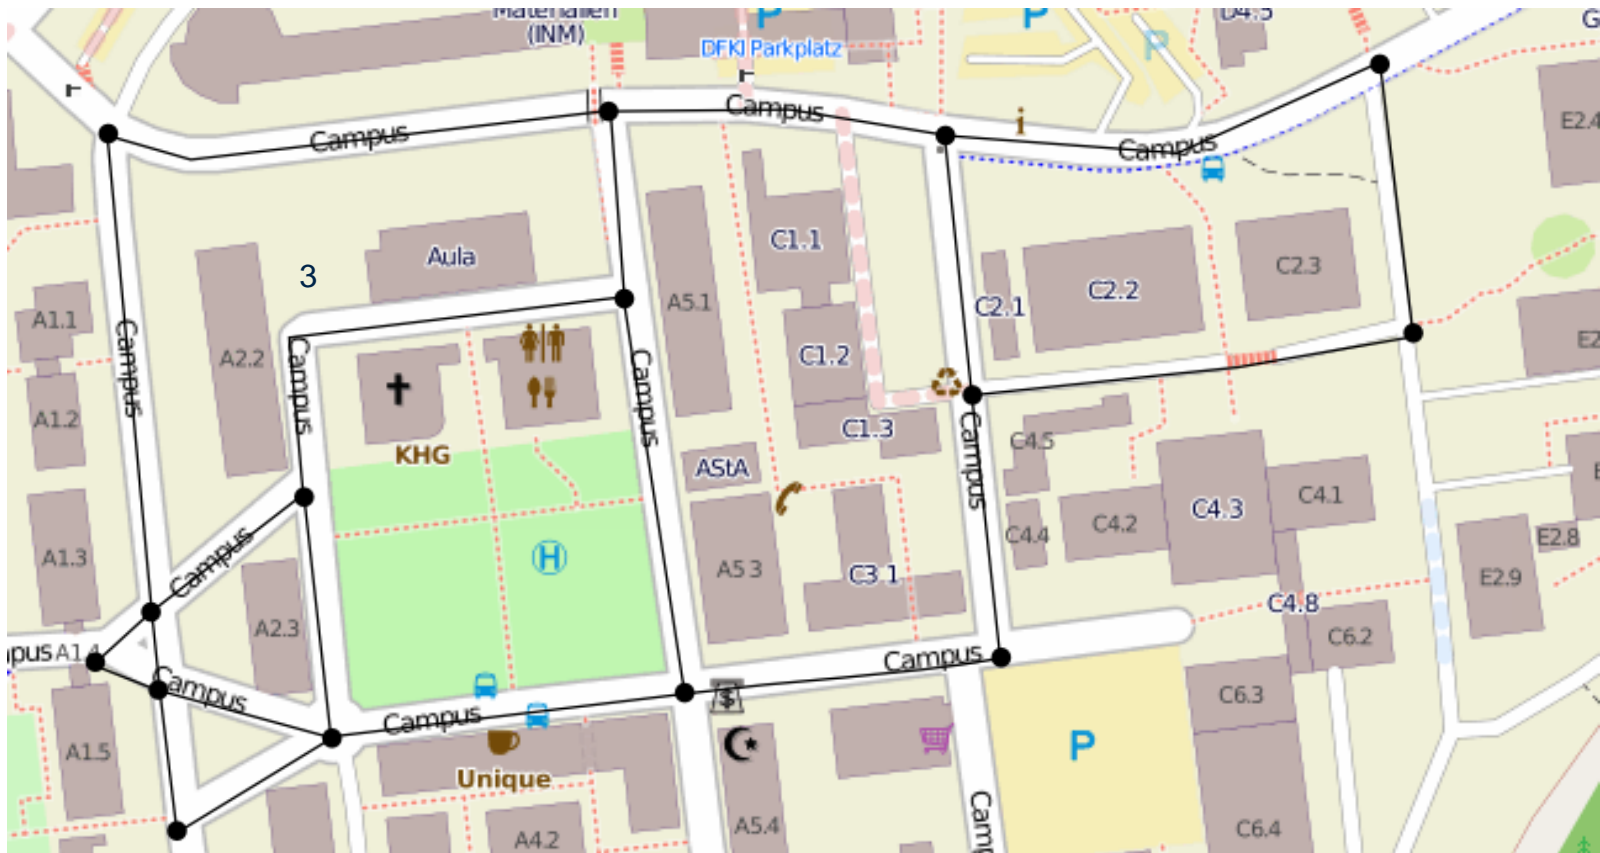 Materialien
(INM)
P
P
D4.5
G
DFKI Parkplatz
P
Campus
Campus
i
Campus
E2.4
Aula
3
C1.1
C2.3
C2.2
C2.1
A5.1
A1.1
A2.2
Campus
Campus
Campus
C1.2
E2
A1.2
KHG
C1.3
AStA
C4.5
Campus
C4.1
C4.3
C4.2
C4.4
E2.8
A1.3
Campus
H
A5 3
C3 1
E2.9
C4.8
A2.3
C6.2
pus
A1.4
Campus
Campus
Campus
C6.3
$
A1.5
P
Unique
Camp
A5.4
A4.2
C6.4